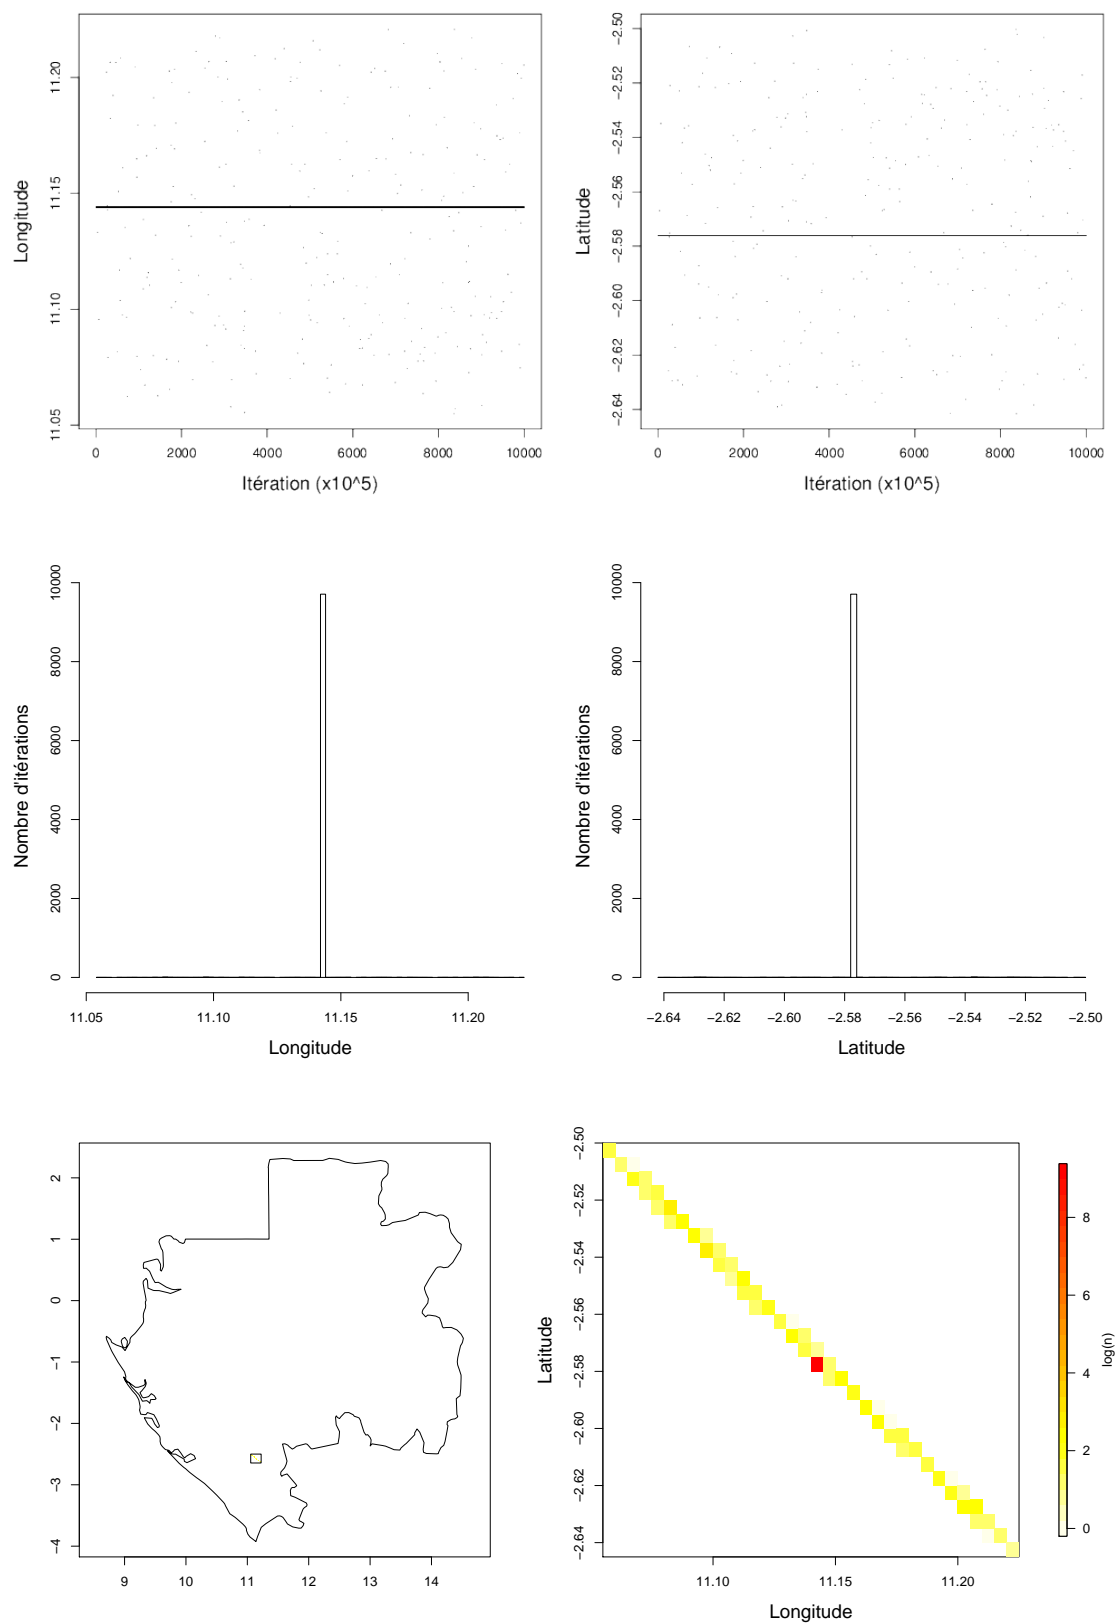 Longitude
11.05 11.10 11.15 11.20
0 2000 4000 6000 8000 10000
Itération (x10^5)
Latitude
−2.64 −2.62 −2.60 −2.58 −2.56 −2.54 −2.52 −2.50
0 2000 4000 6000 8000 10000
Itération (x10^5)
Nombre d'itérations
0 2000 4000 6000 8000 10000
11.05 11.10 11.15 11.20
Longitude
Nombre d'itérations
0 2000 4000 6000 8000 10000
−2.64 −2.62 −2.60 −2.58 −2.56 −2.54 −2.52 −2.50
Latitude
−4 −3 −2 −1 0 1 2
9 10 11 12 13 14
Latitude
−2.64 −2.62 −2.60 −2.58 −2.56 −2.54 −2.52 −2.50
11.10 11.15 11.20
Longitude
0 2 4 6 8
log(n)